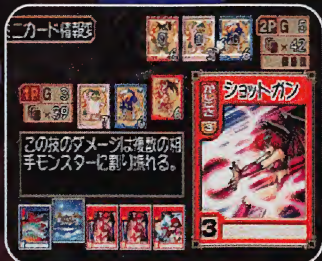 ミニカード情報
2P G 5
×42
1P G 3
×39
ショットガン
3
この技のダメージは複数の相
手モンスターに割り振れる。
3